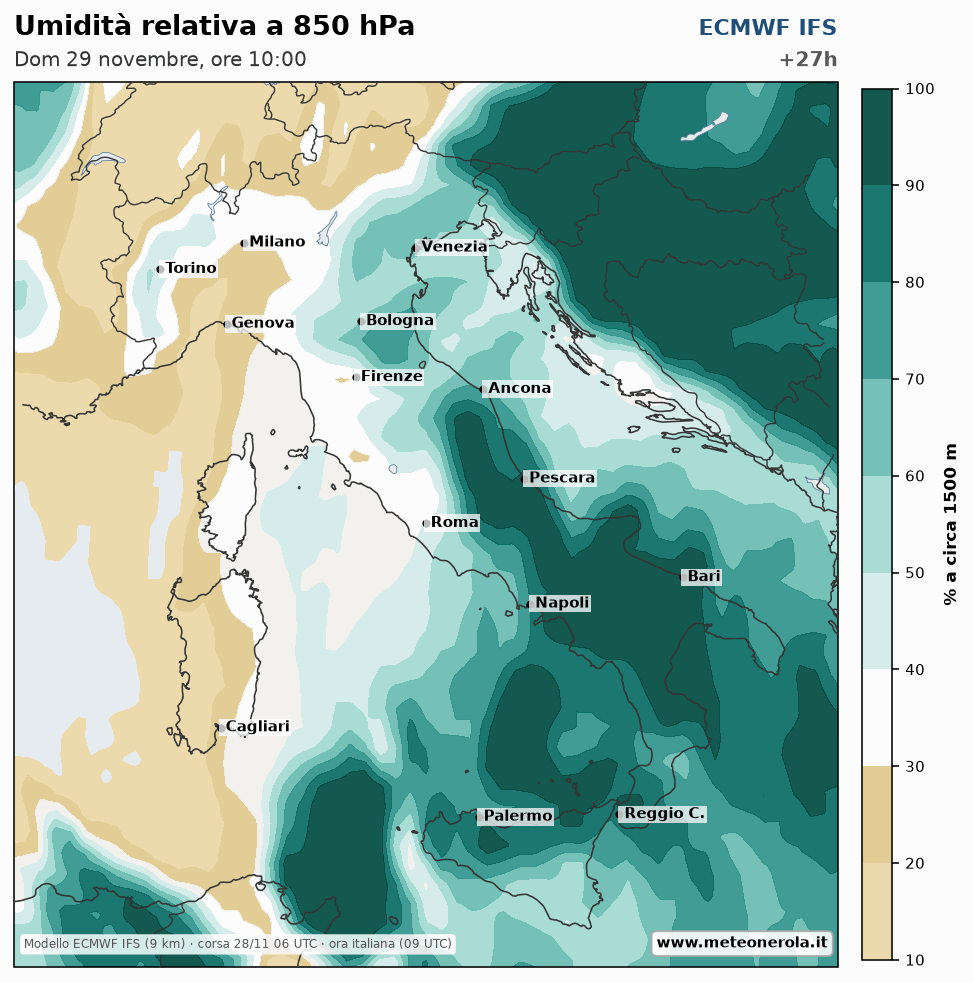 Umidità relativa a 850 hPa
ECMWF IFS
Dom 29 novembre, ore 10:00
+27h
100
90
80
70
60
50
40
30
20
10
% a circa 1500 m
Milano
Venezia
Torino
Genova
Bologna
Firenze
Ancona
Pescara
Roma
Bari
Napoli
Cagliari
Palermo
Reggio C.
Modello ECMWF IFS (9 km) · corsa 28/11 06 UTC · ora italiana (09 UTC)
www.meteonerola.it